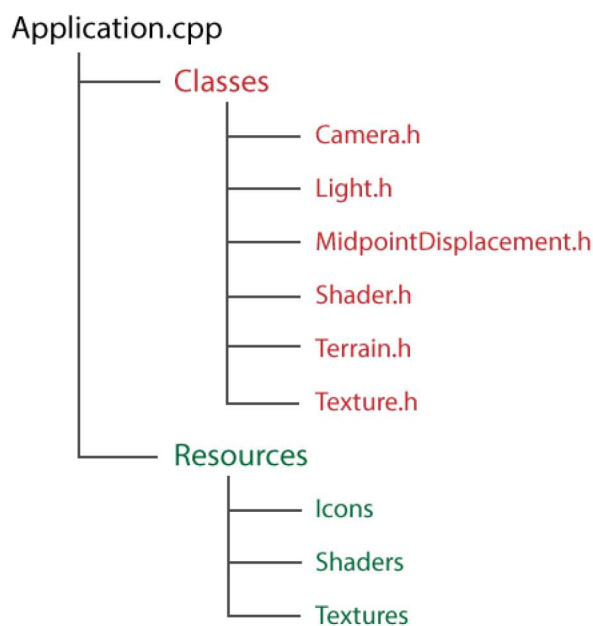 Application.cpp
Classes
Camera.h
Light.h
MidpointDisplacement.h
Shader.h
Terrain.h
Texture.h
Resources
Icons
Shaders
Textures